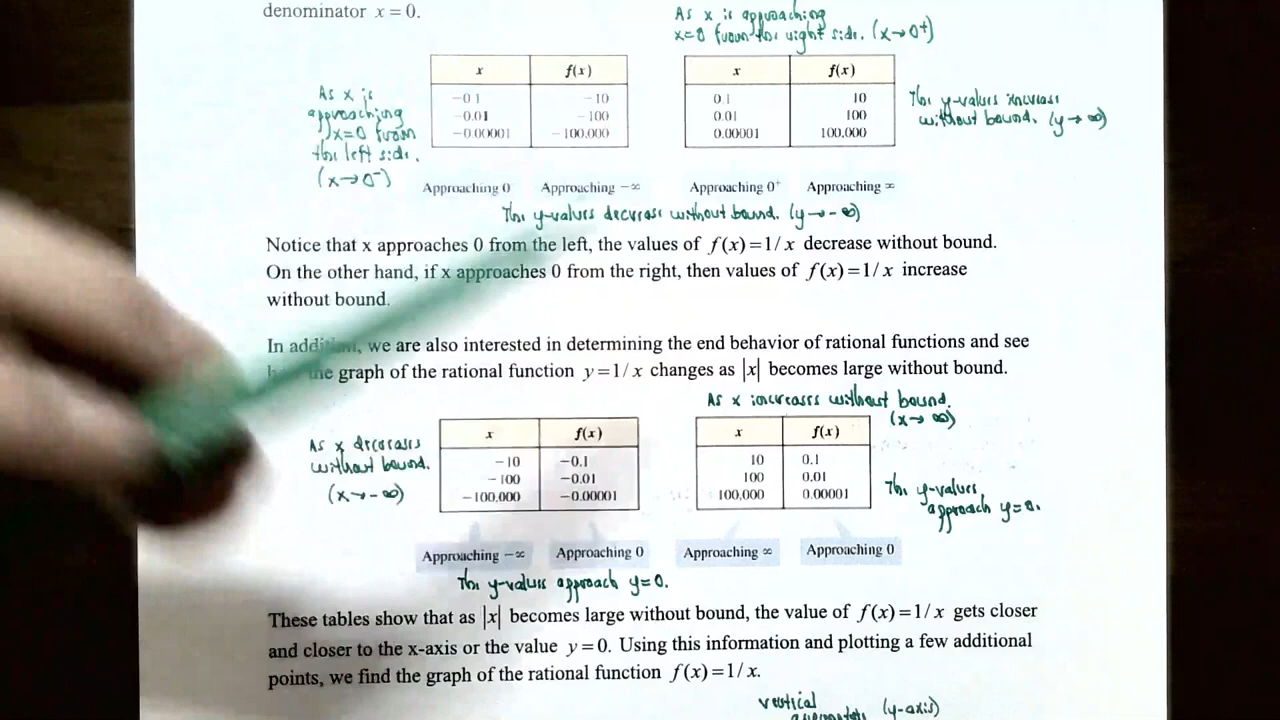 denominator x = 0.
As x is approaching
x=0 from the right side. (x→0⁺)
x f(x)
−0.1 −10
−0.01 −100
−0.00001 −100,000
Approaching 0 Approaching −∞
As x is
approaching
x=0 from
the left side.
(x→0⁻)
x f(x)
0.1 10
0.01 100
0.00001 100,000
Approaching 0⁺ Approaching ∞
The y-values increase
without bound. (y→∞)
The y-values decrease without bound. (y→-∞)
Notice that x approaches 0 from the left, the values of f(x)=1/x decrease without bound.
On the other hand, if x approaches 0 from the right, then values of f(x)=1/x increase
without bound.
In addition, we are also interested in determining the end behavior of rational functions and see
the graph of the rational function y=1/x changes as |x| becomes large without bound.
As x increases without bound.
(x→∞)
As x decreases
without bound.
(x→-∞)
x f(x)
−10 −0.1
−100 −0.01
−100,000 −0.00001
Approaching −∞ Approaching 0
x f(x)
10 0.1
100 0.01
100,000 0.00001
Approaching ∞ Approaching 0
The y-values
approach y=0.
The y-values approach y=0.
These tables show that as |x| becomes large without bound, the value of f(x)=1/x gets closer
and closer to the x-axis or the value y=0. Using this information and plotting a few additional
points, we find the graph of the rational function f(x)=1/x.
vertical
(y-axis)